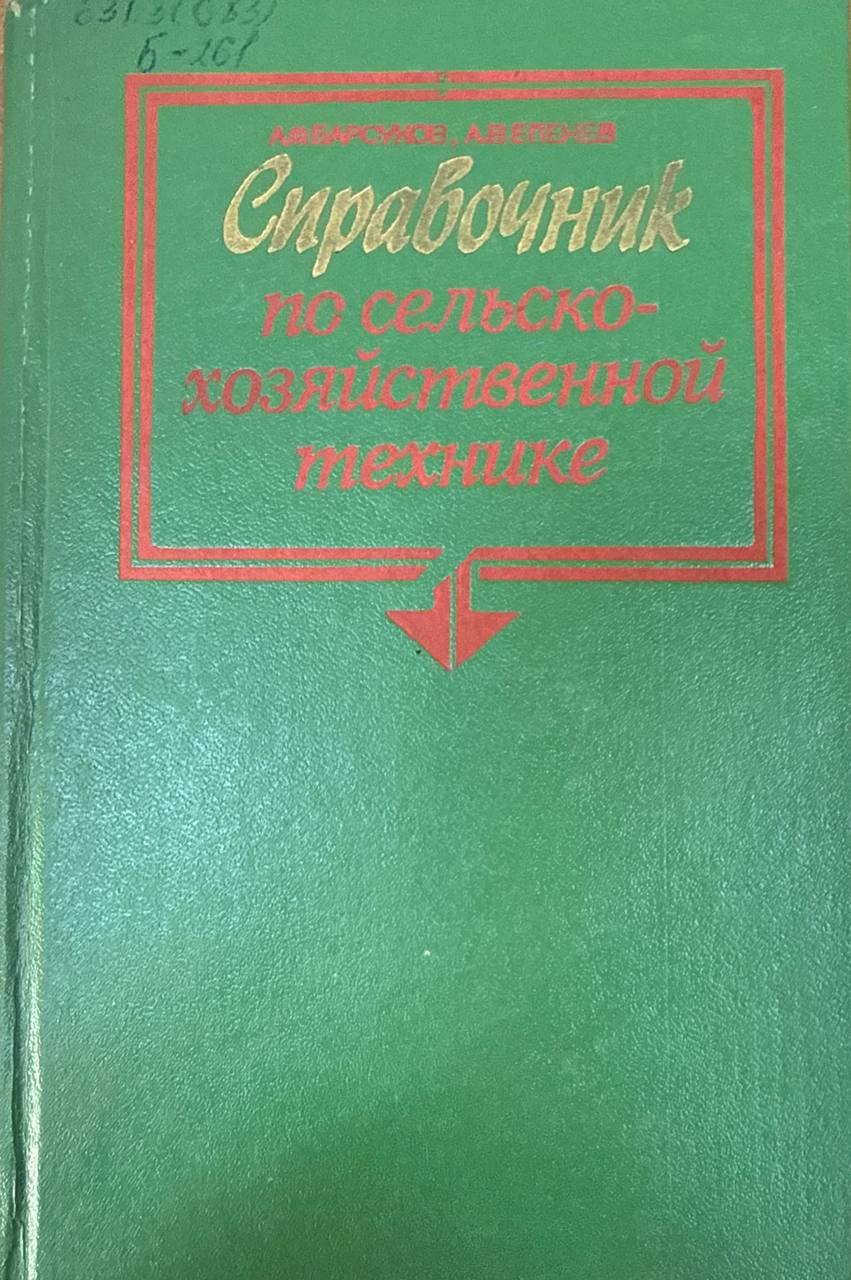 631.3(083)
Б-261
А.Ф.БАРСУКОВ, А.В.ЕЛЕНЕВ
Справочник
по сельско-
хозяйственной
технике